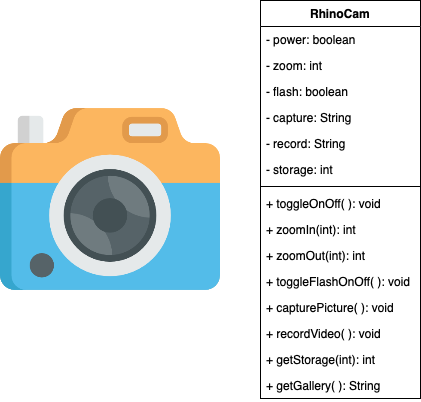 RhinoCam
- power: boolean
- zoom: int
- flash: boolean
- capture: String
- record: String
- storage: int
+ toggleOnOff( ): void
+ zoomIn(int): int
+ zoomOut(int): int
+ toggleFlashOnOff( ): void
+ capturePicture( ): void
+ recordVideo( ): void
+ getStorage(int): int
+ getGallery( ): String